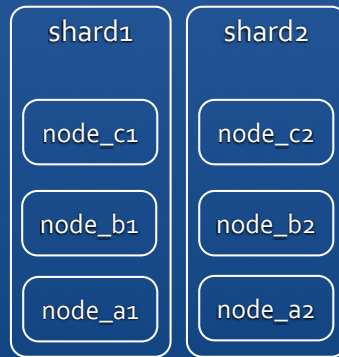 shard1
node_c1
node_b1
node_a1
shard2
node_c2
node_b2
node_a2